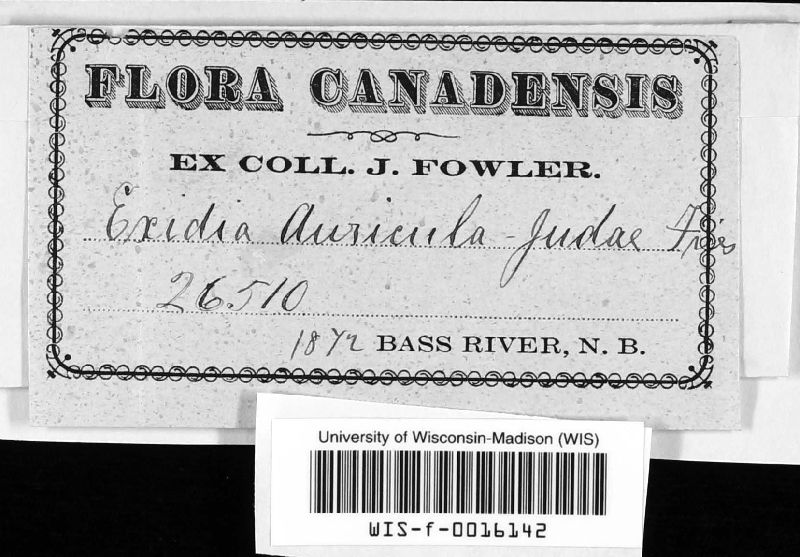 FLORA CANADENSIS
EX COLL. J. FOWLER.
Exidia Auricula-Judae Fries
26510
1872 BASS RIVER, N. B.
University of Wisconsin-Madison (WIS)
WIS-f-0016142